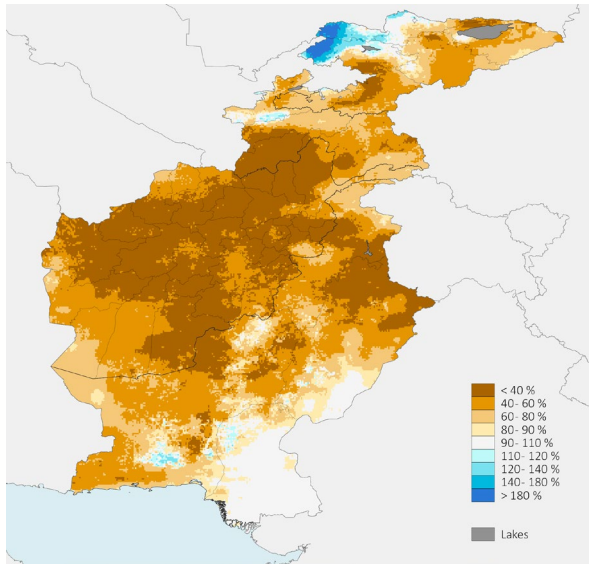 < 40 %
40- 60 %
60- 80 %
80- 90 %
90- 110 %
110- 120 %
120- 140 %
140- 180 %
> 180 %
Lakes